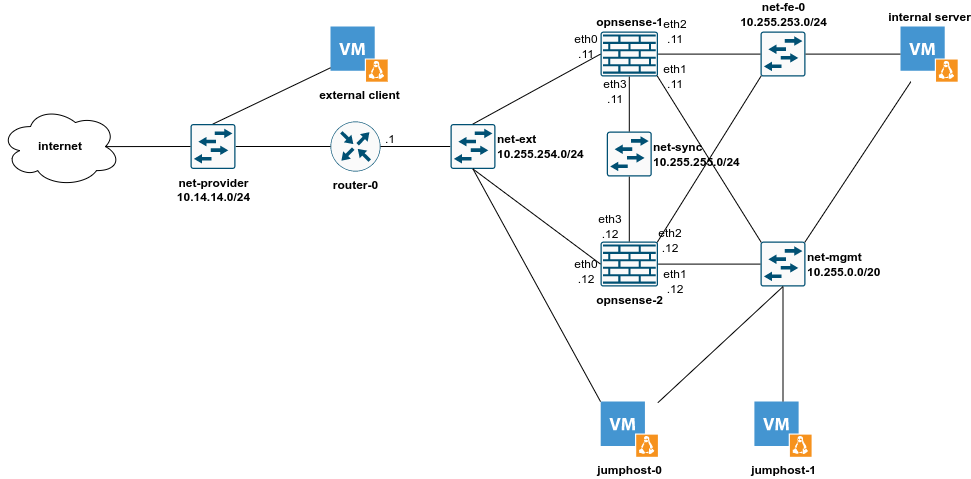 net-fe-0
10.255.253.0/24
internal server
opnsense-1
eth2
.11
eth0
.11
VM
VM
external client
eth1
.11
eth3
.11
internet
.1
net-ext
10.255.254.0/24
net-sync
10.255.255.0/24
net-provider
10.14.14.0/24
router-0
eth3
.12
eth2
.12
net-mgmt
10.255.0.0/20
eth0
.12
eth1
.12
opnsense-2
VM
VM
jumphost-0
jumphost-1